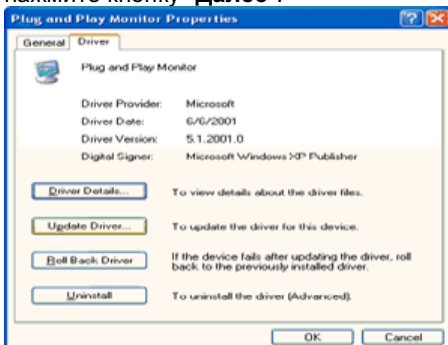 нажмите кнопку "Далее".
Plug and Play Monitor Properties
General Driver
Plug and Play Monitor
Driver Provider: Microsoft
Driver Date: 6/6/2001
Driver Version: 5.1.2001.0
Digital Signer: Microsoft Windows XP Publisher
Driver Details... To view details about the driver files.
Update Driver... To update the driver for this device.
Roll Back Driver If the device fails after updating the driver, roll
back to the previously installed driver.
Uninstall To uninstall the driver (Advanced).
OK Cancel